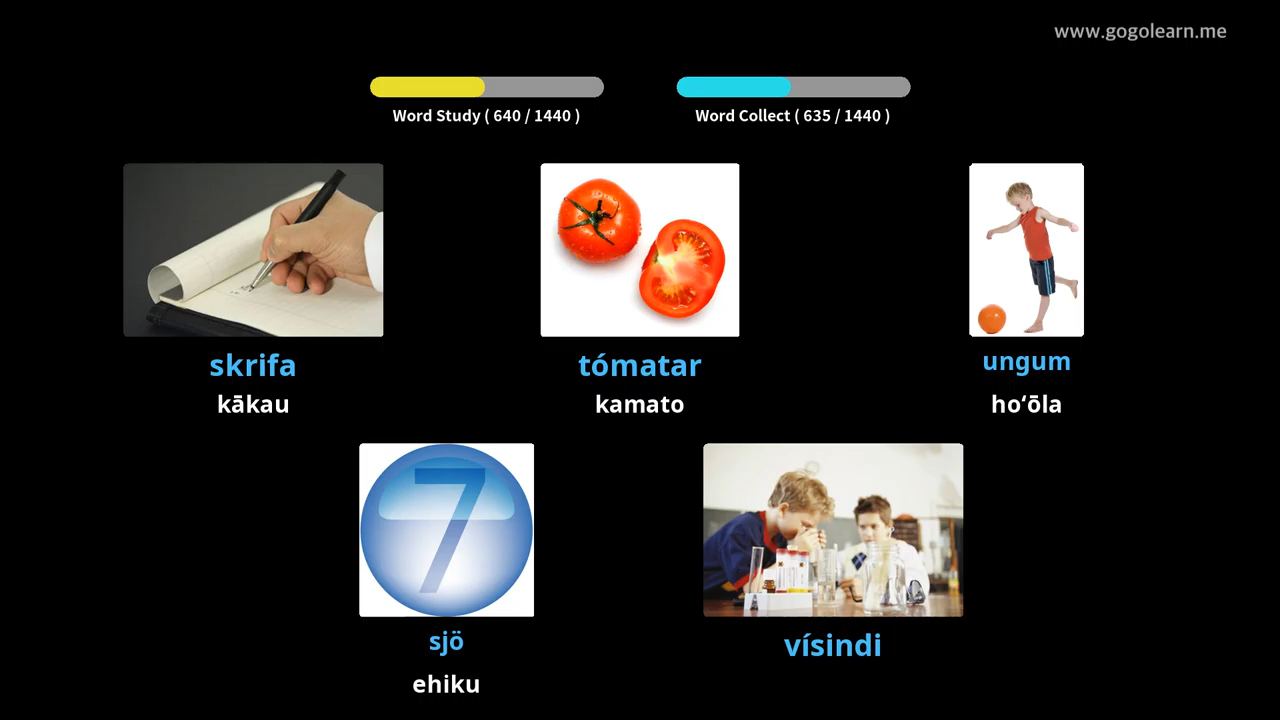 www.gogolearn.me
Word Study ( 640 / 1440 )
Word Collect ( 635 / 1440 )
skrifa
kākau
tómatar
kamato
ungum
hoʻōla
7
sjö
ehiku
vísindi